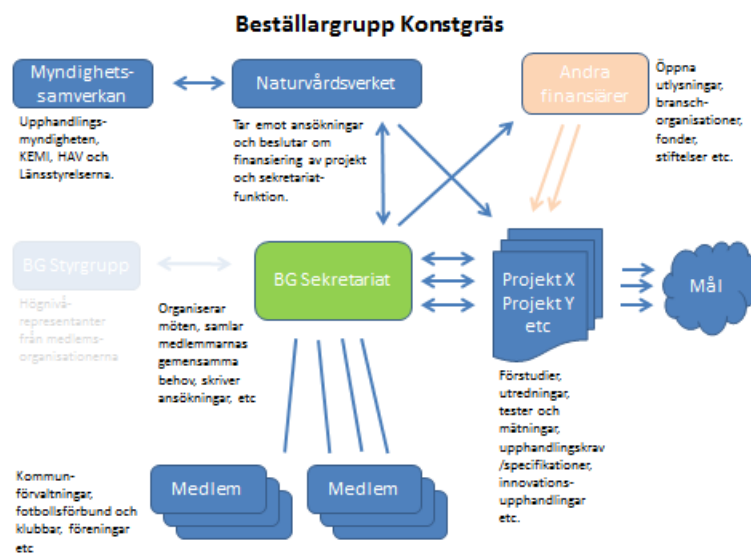 Beställargrupp Konstgräs
Myndighets-
samverkan
Naturvårdsverket
Andra
finansiärer
Öppna
utlysningar,
bransch-
organisationer,
fonder,
stiftelser etc.
Upphandlings-
myndigheten,
KEMI, HAV och
Länsstyrelserna.
Tar emot ansökningar
och beslutar om
finansiering av projekt
och sekretariat-
funktion.
BG Styrgrupp
BG Sekretariat
Projekt X
Projekt Y
etc
Mål
Högnivå-
representanter
från medlems-
organisationerna
Organiserar
möten, samlar
medlemmarnas
gemensamma
behov, skriver
ansökningar, etc
Förstudier,
utredningar,
tester och
mätningar,
upphandlingskrav
/specifikationer,
innovations-
upphandlingar
etc.
Kommun-
förvaltningar,
fotbollsförbund och
klubbar, föreningar
etc
Medlem
Medlem